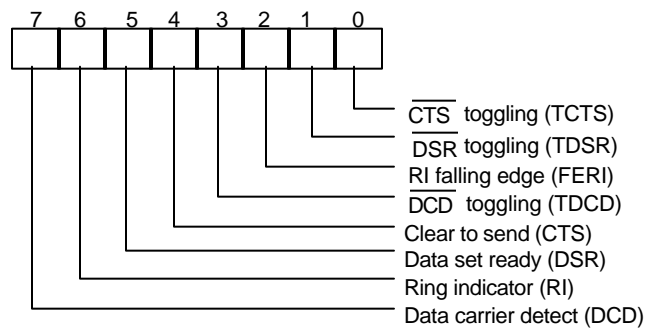 7 6 5 4 3 2 1 0
CTS toggling (TCTS)
DSR toggling (TDSR)
RI falling edge (FERI)
DCD toggling (TDCD)
Clear to send (CTS)
Data set ready (DSR)
Ring indicator (RI)
Data carrier detect (DCD)